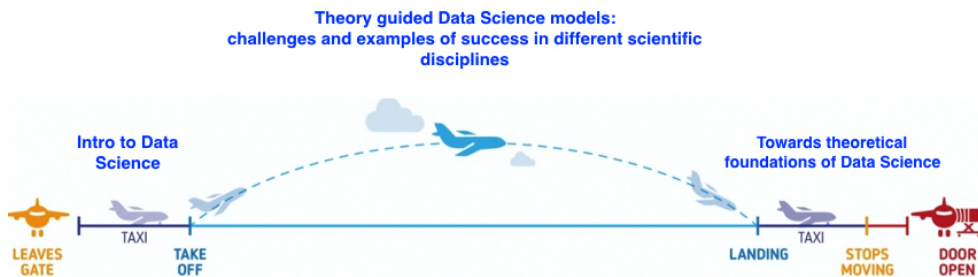 Theory guided Data Science models:
challenges and examples of success in different scientific
disciplines
Intro to Data
Science
Towards theoretical
foundations of Data Science
LEAVES
GATE
TAXI
TAKE
OFF
LANDING
TAXI
STOPS
MOVING
DOOR
OPEN